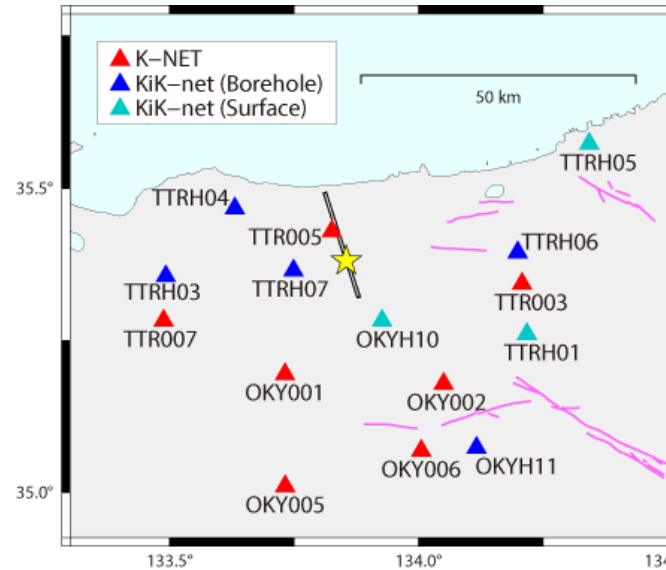 K−NET
KiK−net (Borehole)
KiK−net (Surface)
50 km
TTRH05
35.5°
TTRH04
TTR005
TTRH06
TTRH03
TTRH07
TTR003
TTR007
OKYH10
TTRH01
OKY001
OKY002
OKY006
OKYH11
35.0°
OKY005
133.5°
134.0°